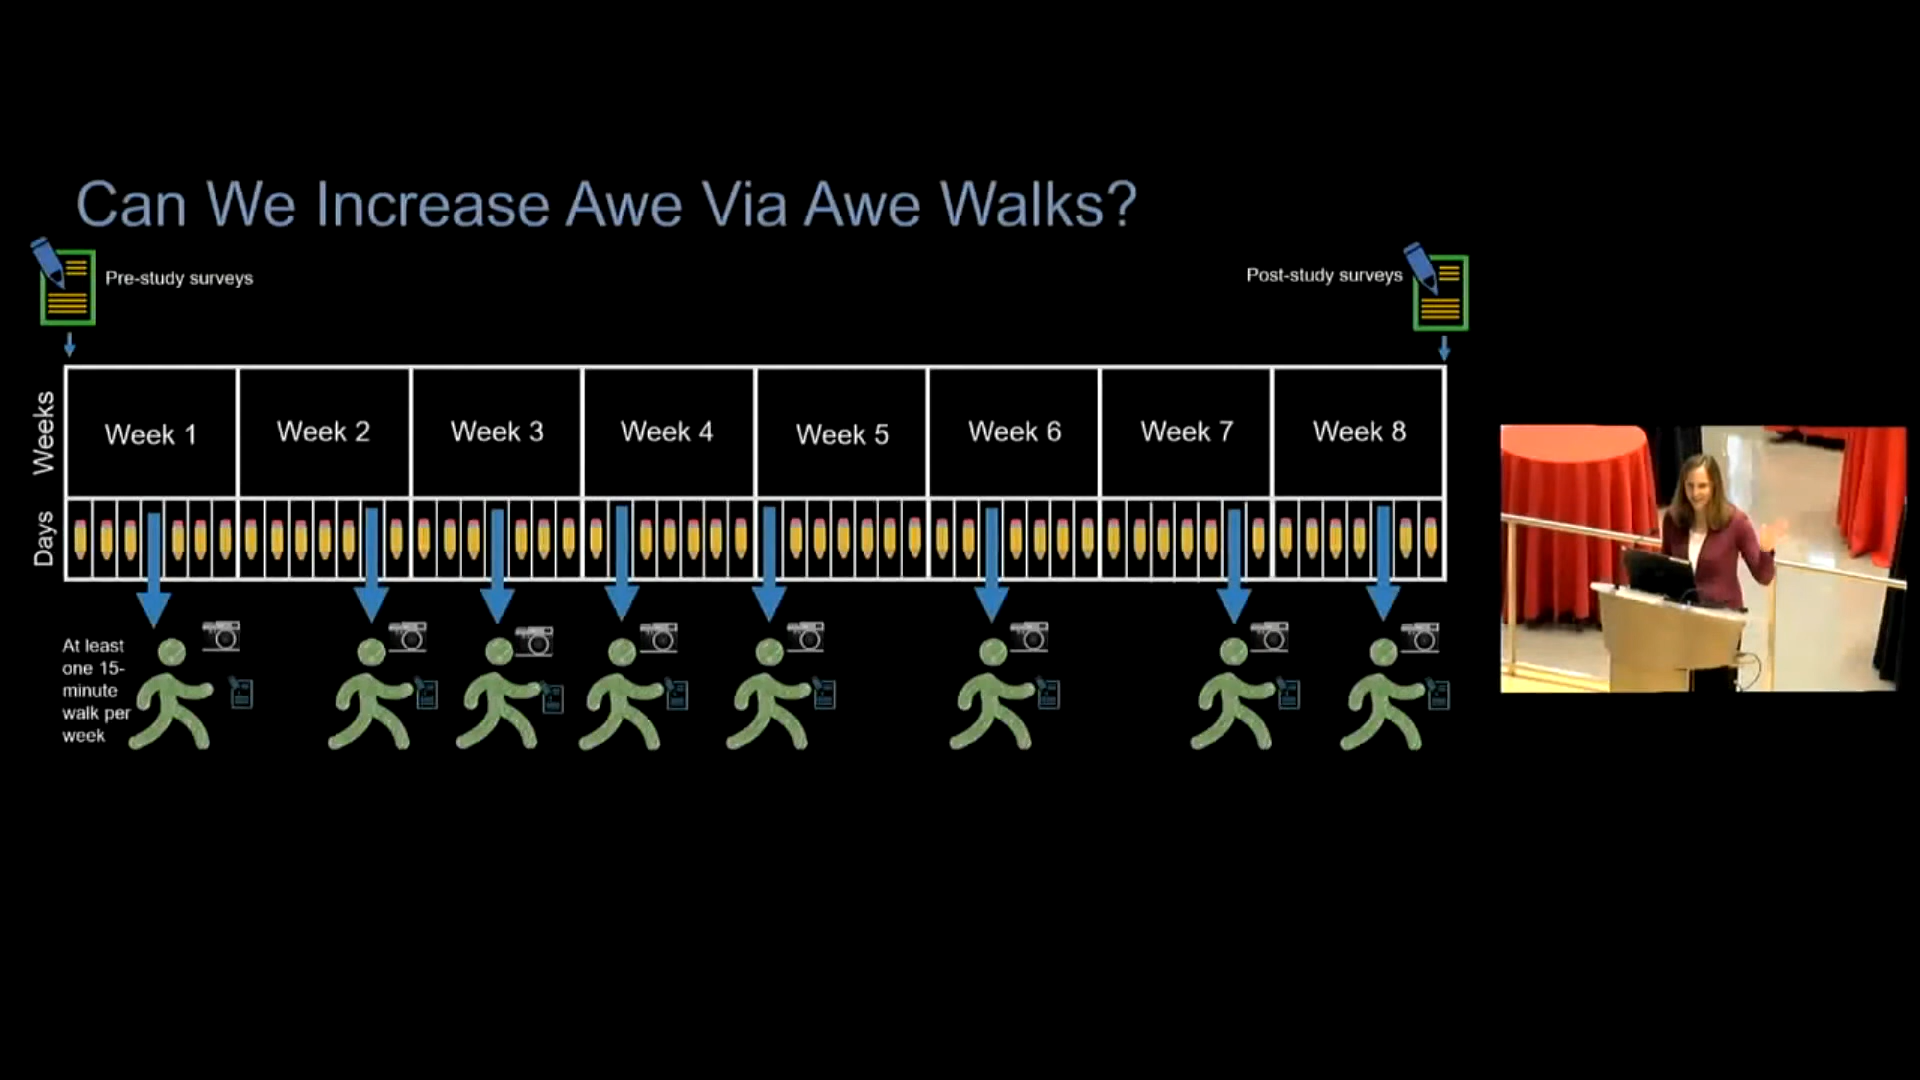 Can We Increase Awe Via Awe Walks?
Pre-study surveys
Post-study surveys
Weeks
Week 1
Week 2
Week 3
Week 4
Week 5
Week 6
Week 7
Week 8
Days
At least
one 15-
minute
walk per
week